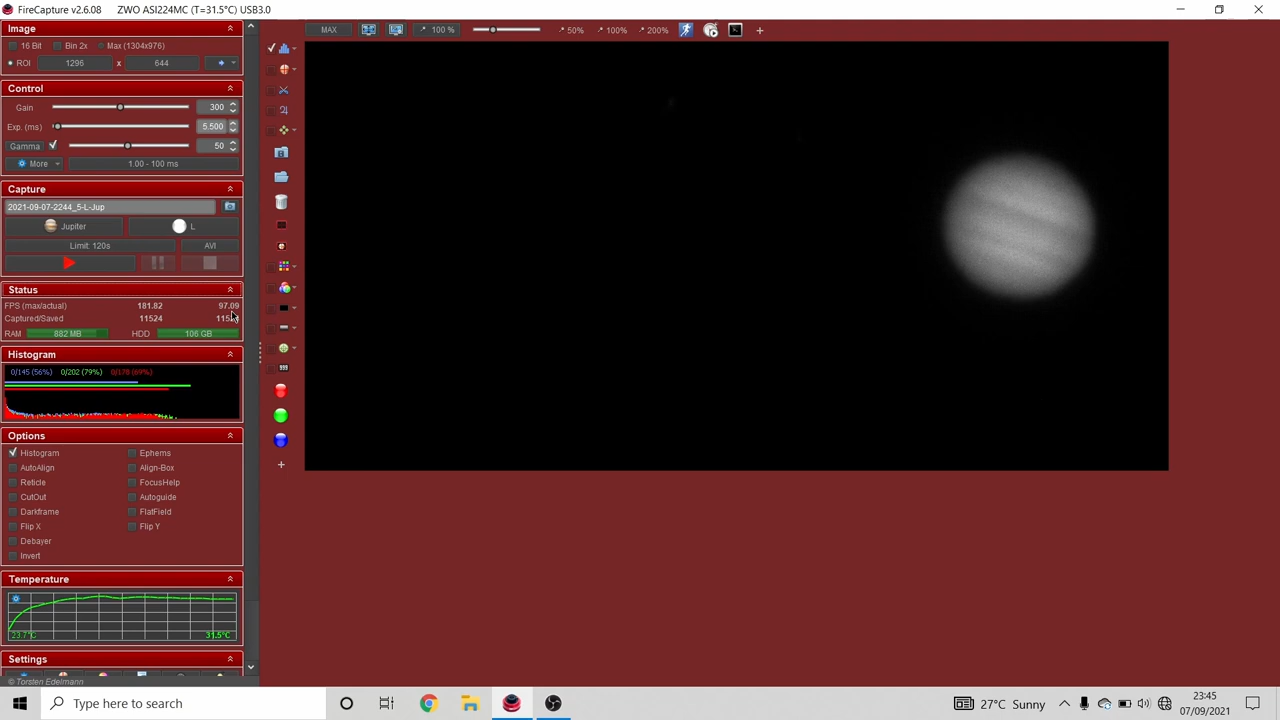 FireCapture v2.6.08 ZWO ASI224MC (T=31.5°C) USB3.0
Image
16 Bit Bin 2x Max (1304x976)
ROI 1296 x 644
Control
Gain 300
Exp. (ms) 5.500
Gamma 50
More 1.00 - 100 ms
Capture
2021-09-07-2244_5-L-Jup
Jupiter L
Limit: 120s AVI
Status
FPS (max/actual) 181.82 97.09
Captured/Saved 11524
RAM 882 MB HDD 106 GB
Histogram
0/145 (56%) 0/202 (79%) 0/178 (69%)
Options
Histogram Ephems
AutoAlign Align-Box
Reticle FocusHelp
CutOut Autoguide
Darkframe FlatField
Flip X Flip Y
Debayer
Invert
Temperature
23.7°C 31.5°C
Settings
© Torsten Edelmann
MAX 100 % 50% 100% 200%
Type here to search
27°C Sunny
23:45
07/09/2021